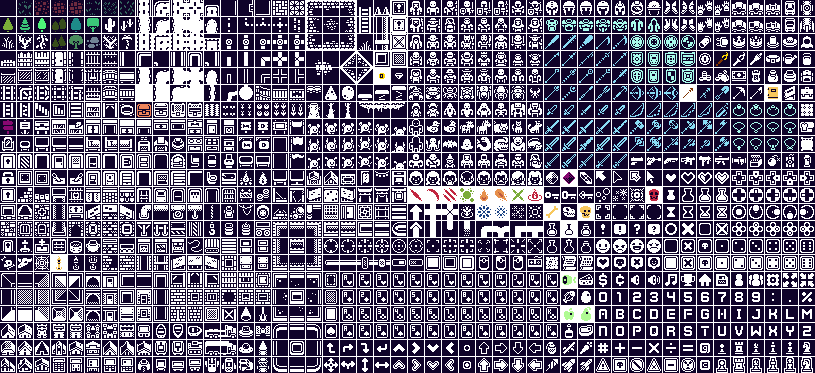 $ ¢
0 1 2 3 4 5 6 7 8 9 : . %
A B C D E F G H I J K L M
N O P Q R S T U V W X Y Z
# + - × ÷ =